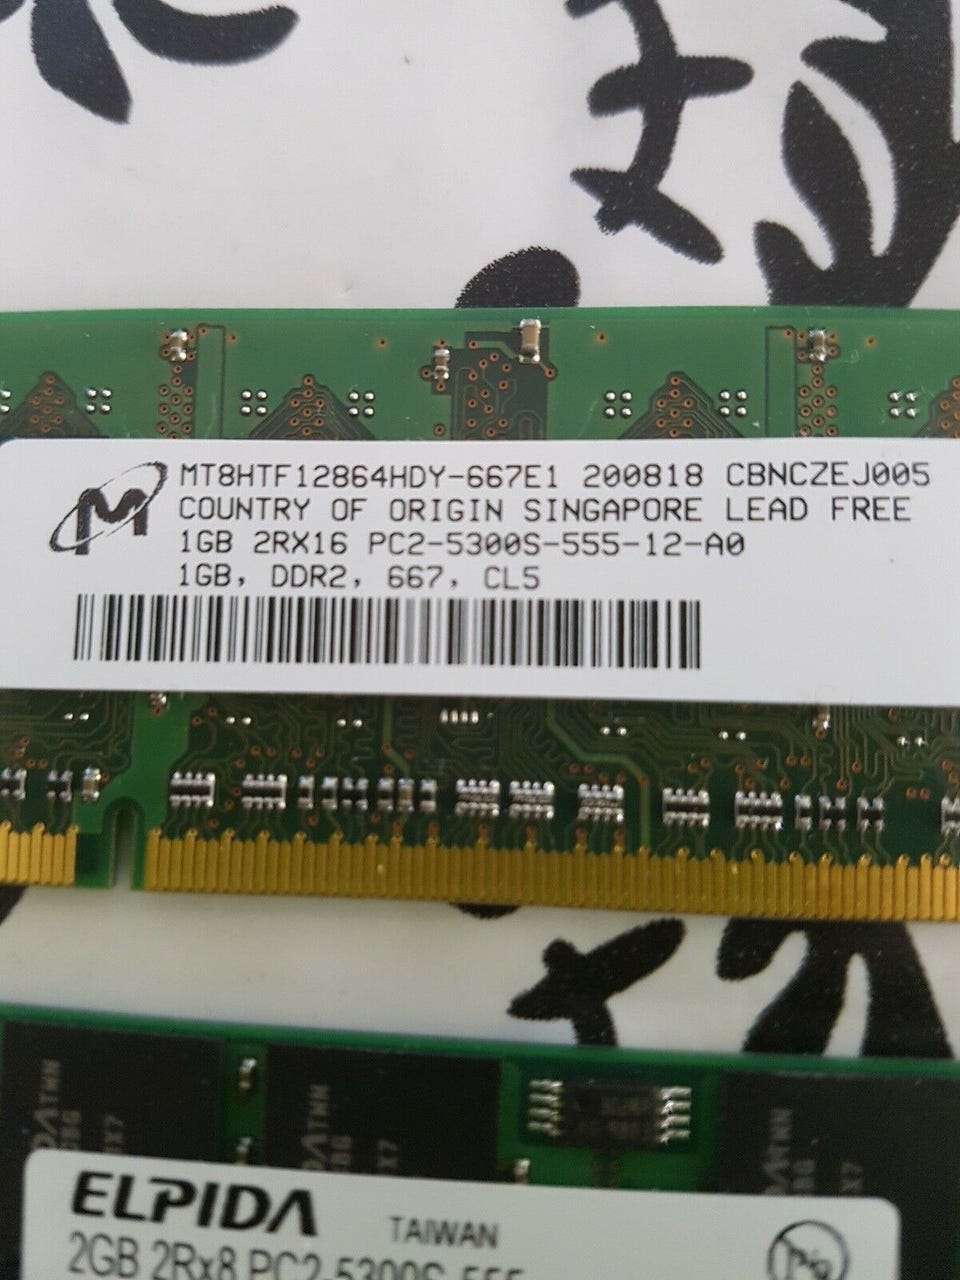 M
MT8HTF12864HDY-667E1 200818 CBNCZEJ005
COUNTRY OF ORIGIN SINGAPORE LEAD FREE
1GB 2RX16 PC2-5300S-555-12-A0
1GB, DDR2, 667, CL5
ELPIDA TAIWAN
2GB 2Rx8 PC2-5300S-555